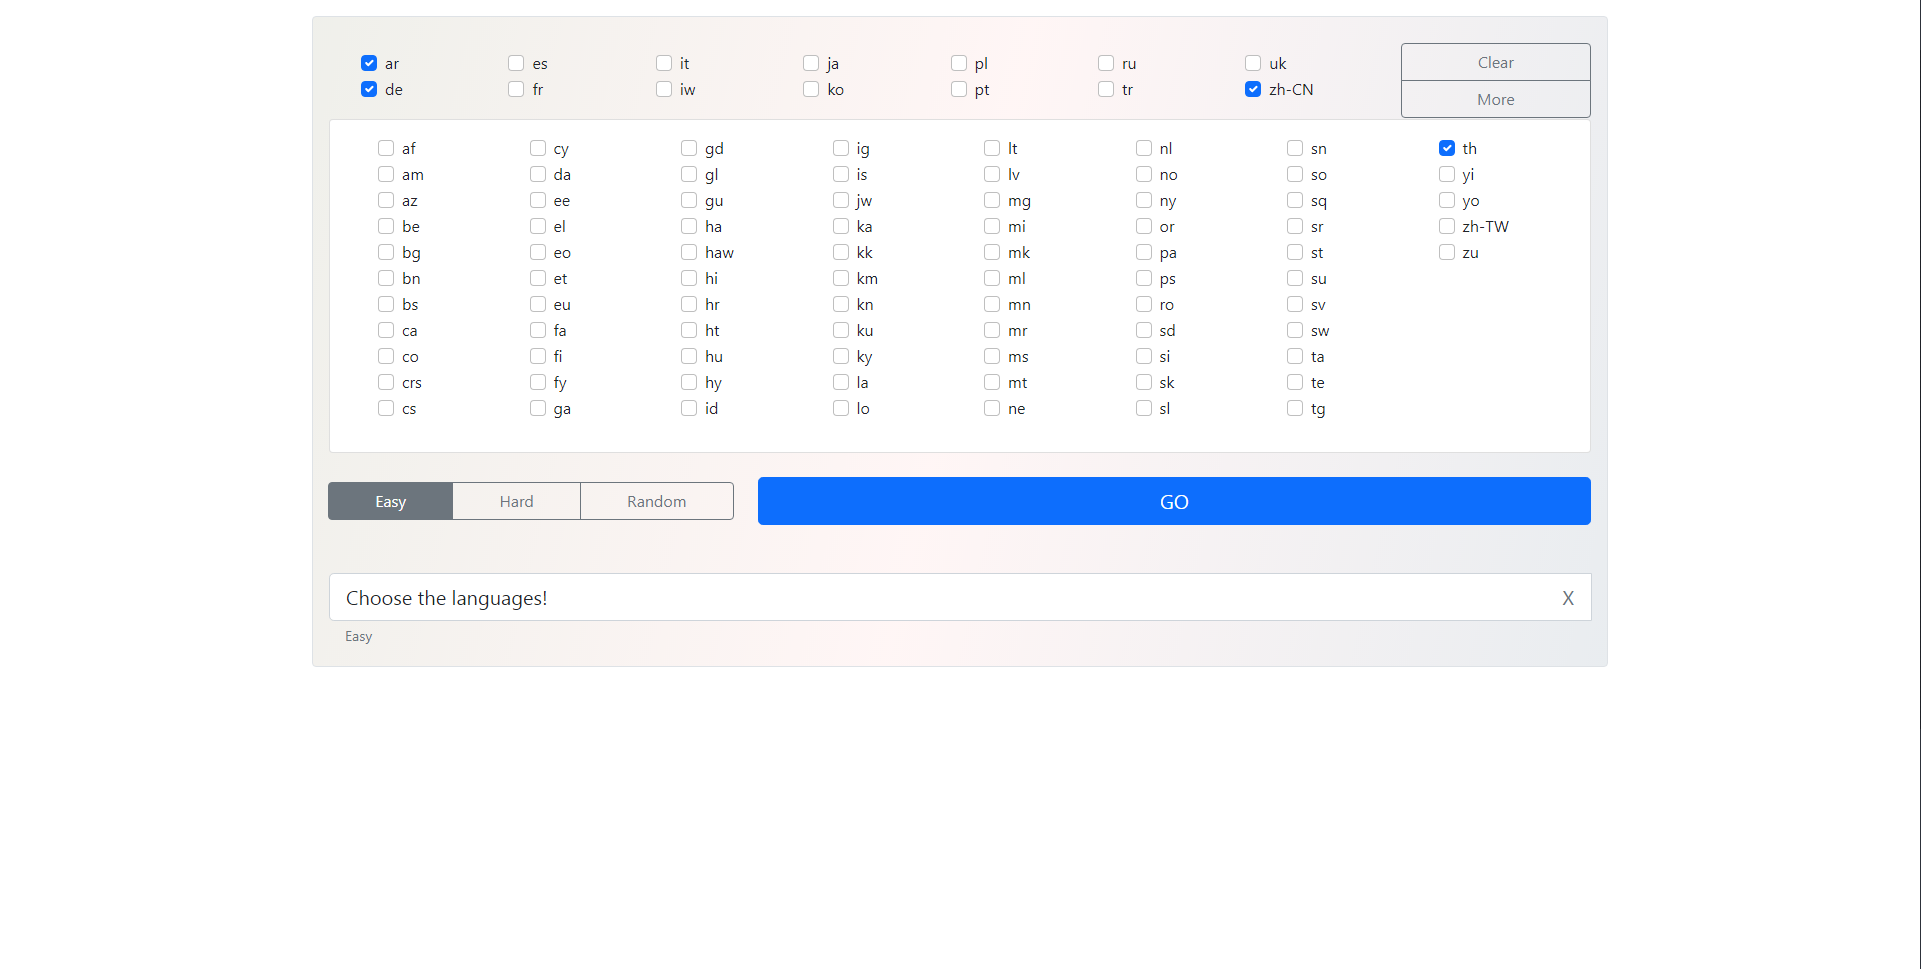 ar es it ja pl ru uk Clear
de fr iw ko pt tr zh-CN More
af cy gd ig lt nl sn th
am da gl is lv no so yi
az ee gu jw mg ny sq yo
be el ha ka mi or sr zh-TW
bg eo haw kk mk pa st zu
bn et hi km ml ps su
bs eu hr kn mn ro sv
ca fa ht ku mr sd sw
co fi hu ky ms si ta
crs fy hy la mt sk te
cs ga id lo ne sl tg
Easy Hard Random GO
Choose the languages! X
Easy